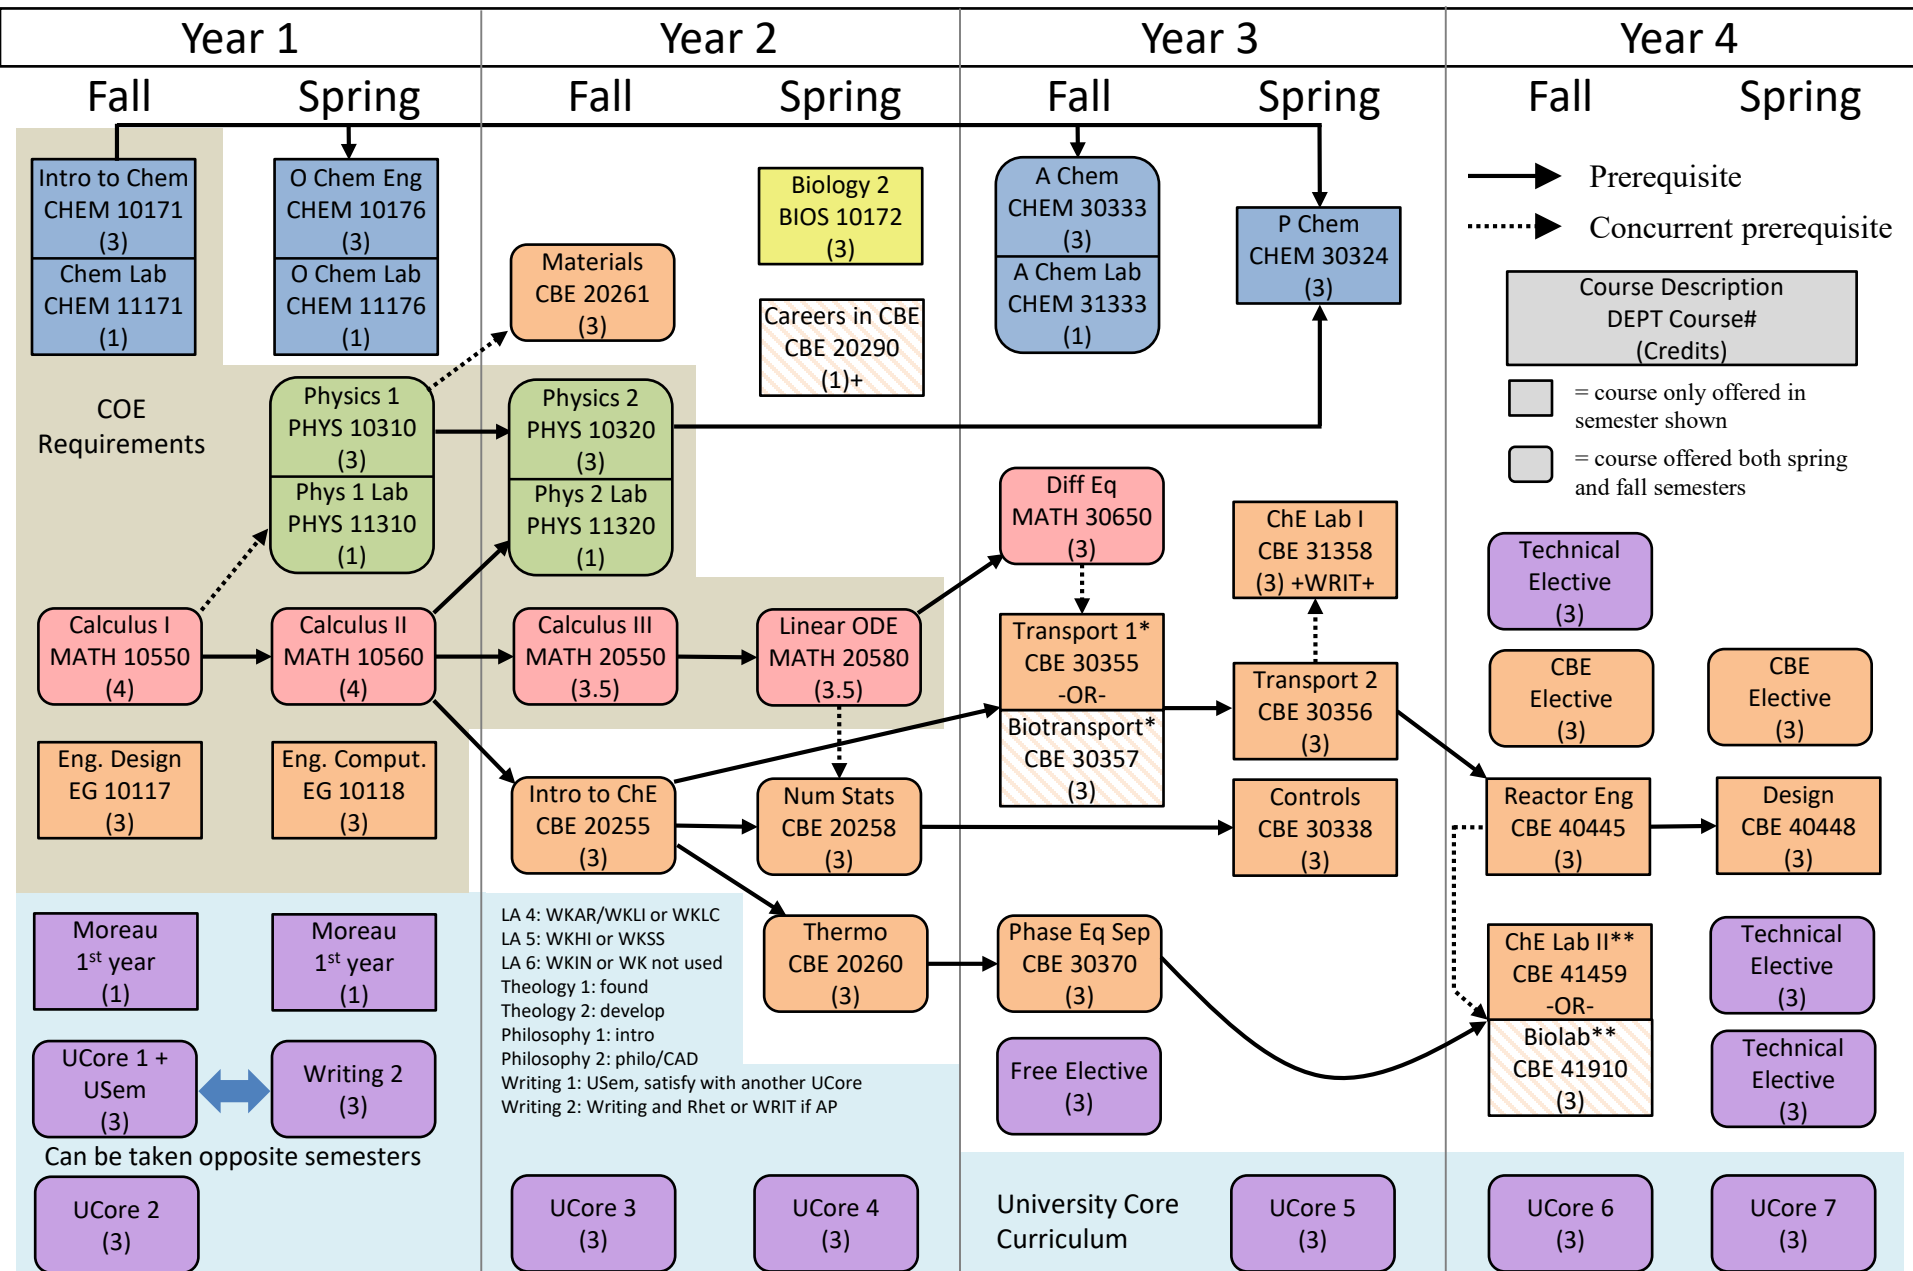 Year 1
Year 2
Year 3
Year 4
Fall
Spring
Fall
Spring
Fall
Spring
Fall
Spring
Intro to Chem
CHEM 10171
(3)
Chem Lab
CHEM 11171
(1)
O Chem Eng
CHEM 10176
(3)
O Chem Lab
CHEM 11176
(1)
Materials
CBE 20261
(3)
Biology 2
BIOS 10172
(3)
Careers in CBE
CBE 20290
(1)+
A Chem
CHEM 30333
(3)
A Chem Lab
CHEM 31333
(1)
P Chem
CHEM 30324
(3)
Prerequisite
Concurrent prerequisite
Course Description
DEPT Course#
(Credits)
= course only offered in
semester shown
= course offered both spring
and fall semesters
COE
Requirements
Physics 1
PHYS 10310
(3)
Phys 1 Lab
PHYS 11310
(1)
Physics 2
PHYS 10320
(3)
Phys 2 Lab
PHYS 11320
(1)
Diff Eq
MATH 30650
(3)
ChE Lab I
CBE 31358
(3) +WRIT+
Technical
Elective
(3)
Calculus I
MATH 10550
(4)
Calculus II
MATH 10560
(4)
Calculus III
MATH 20550
(3.5)
Linear ODE
MATH 20580
(3.5)
Transport 1*
CBE 30355
-OR-
Biotransport*
CBE 30357
(3)
Transport 2
CBE 30356
(3)
CBE
Elective
(3)
CBE
Elective
(3)
Eng. Design
EG 10117
(3)
Eng. Comput.
EG 10118
(3)
Intro to ChE
CBE 20255
(3)
Num Stats
CBE 20258
(3)
Controls
CBE 30338
(3)
Reactor Eng
CBE 40445
(3)
Design
CBE 40448
(3)
Moreau
1st year
(1)
Moreau
1st year
(1)
LA 4: WKAR/WKLI or WKLC
LA 5: WKHI or WKSS
LA 6: WKIN or WK not used
Theology 1: found
Theology 2: develop
Philosophy 1: intro
Philosophy 2: philo/CAD
Writing 1: USem, satisfy with another UCore
Writing 2: Writing and Rhet or WRIT if AP
Thermo
CBE 20260
(3)
Phase Eq Sep
CBE 30370
(3)
ChE Lab II**
CBE 41459
-OR-
Biolab**
CBE 41910
(3)
Technical
Elective
(3)
UCore 1 +
USem
(3)
Writing 2
(3)
Can be taken opposite semesters
Free Elective
(3)
Technical
Elective
(3)
UCore 2
(3)
UCore 3
(3)
UCore 4
(3)
University Core
Curriculum
UCore 5
(3)
UCore 6
(3)
UCore 7
(3)